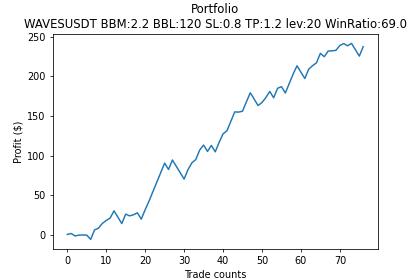 Portfolio
WAVESUSDT BBM:2.2 BBL:120 SL:0.8 TP:1.2 lev:20 WinRatio:69.0
Profit ($)
250
200
150
100
50
0
0 10 20 30 40 50 60 70
Trade counts